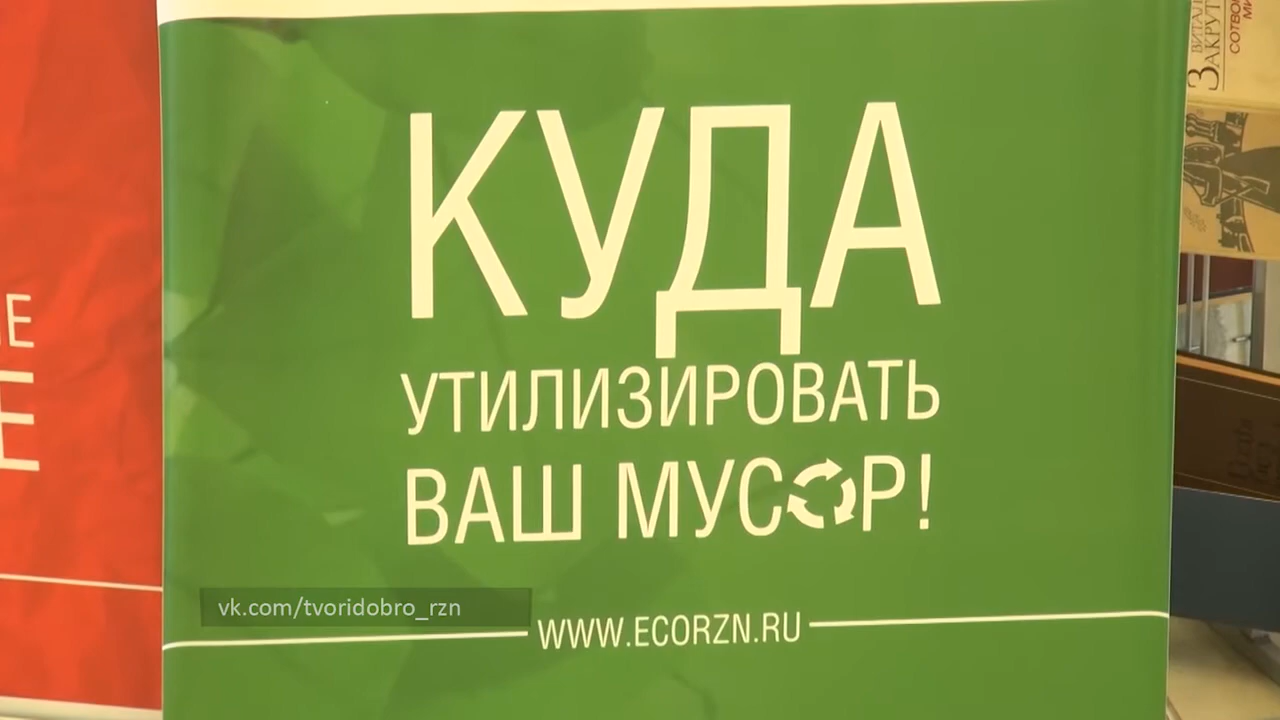 КУДА
УТИЛИЗИРОВАТЬ
ВАШ МУСОР!
vk.com/tvoridobro_rzn
WWW.ECORZN.RU